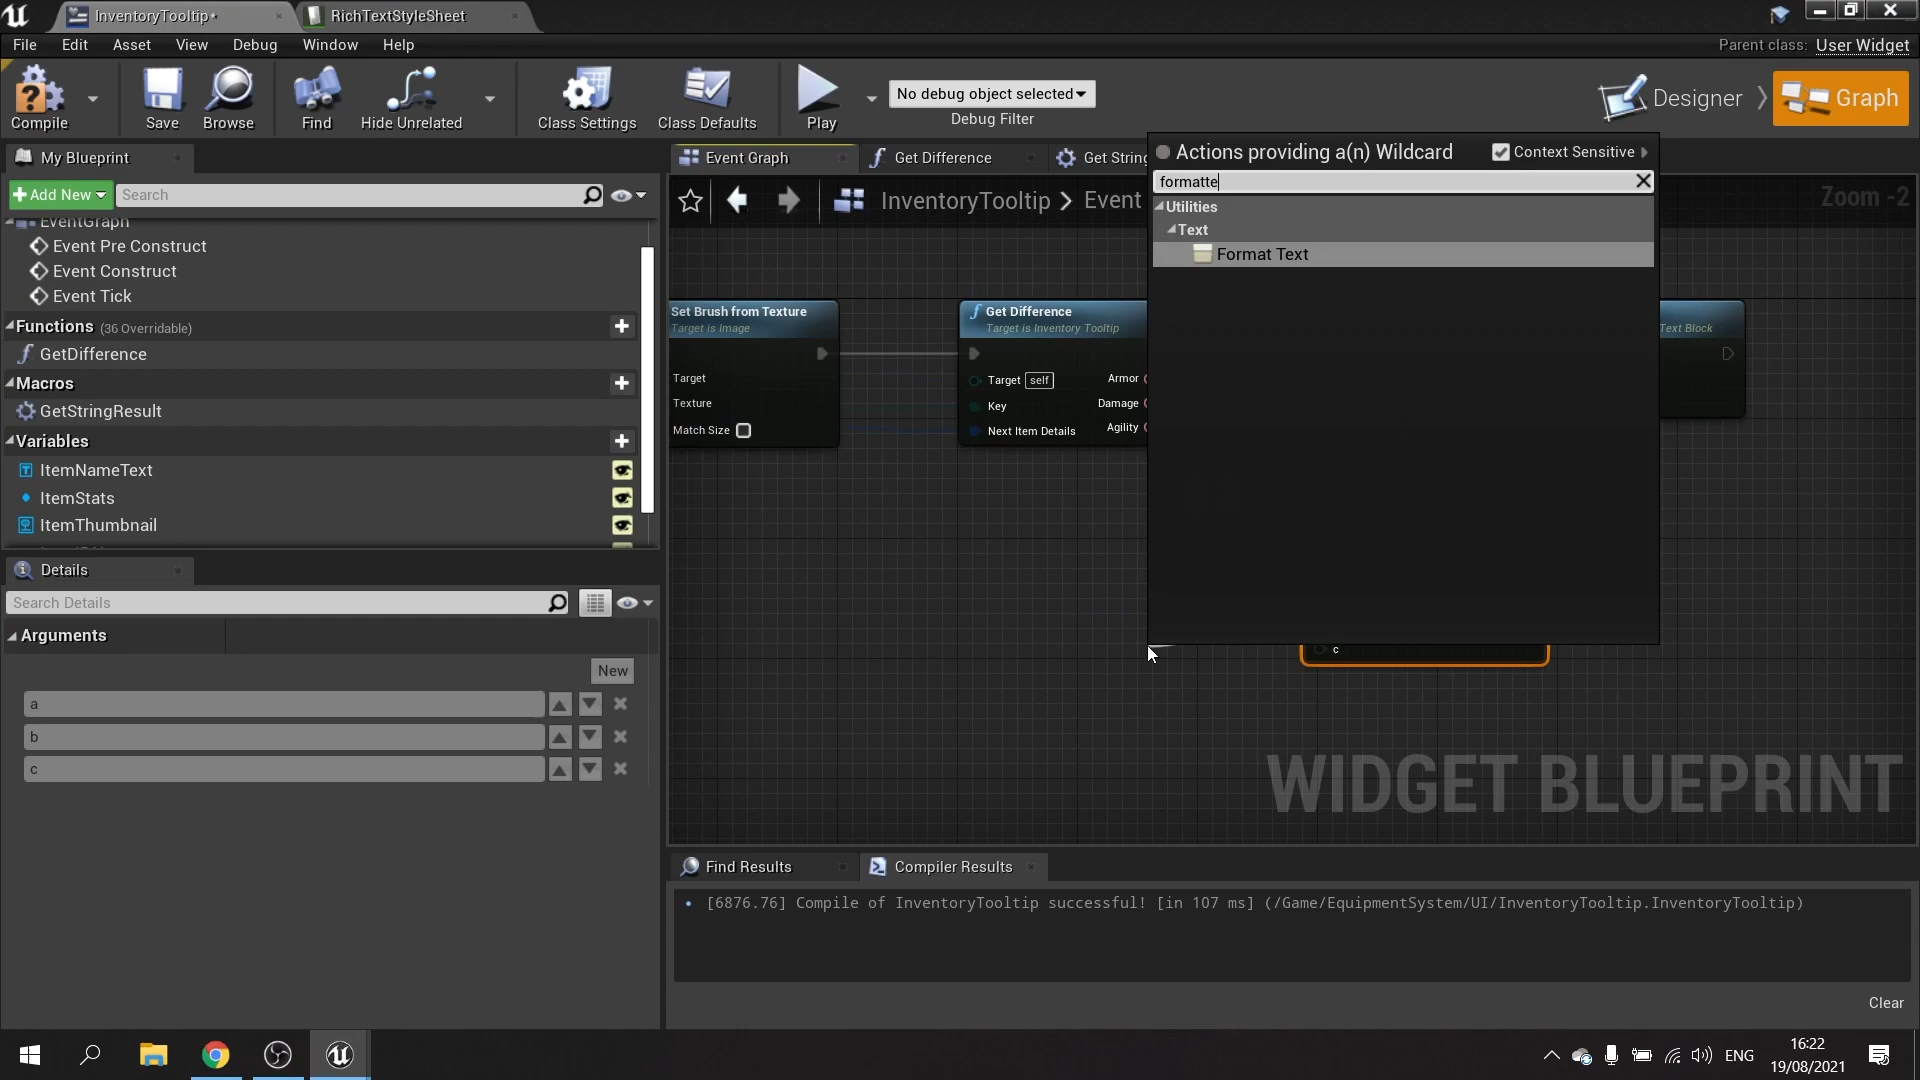 InventoryTooltip*
RichTextStyleSheet
File Edit Asset View Debug Window Help
Parent class: User Widget
Compile
Save
Browse
Find
Hide Unrelated
Class Settings
Class Defaults
Play
No debug object selected
Debug Filter
Designer
Graph
My Blueprint
Event Graph
Get Difference
Actions providing a(n) Wildcard
Context Sensitive
formatte
Utilities
Text
Format Text
Add New
Search
InventoryTooltip > Event
Zoom -2
EventGraph
Event Pre Construct
Event Construct
Event Tick
Functions (36 Overridable)
GetDifference
Macros
GetStringResult
Variables
ItemNameText
ItemStats
ItemThumbnail
Set Brush from Texture
Target is Image
Target
Texture
Match Size
Get Difference
Target is Inventory Tooltip
Target self
Key
Next Item Details
Armor
Damage
Agility
Text Block
c
Details
Search Details
Arguments
New
a
b
c
WIDGET BLUEPRINT
Find Results
Compiler Results
[6876.76] Compile of InventoryTooltip successful! [in 107 ms] (/Game/EquipmentSystem/UI/InventoryTooltip.InventoryTooltip)
Clear
ENG
16:22
19/08/2021